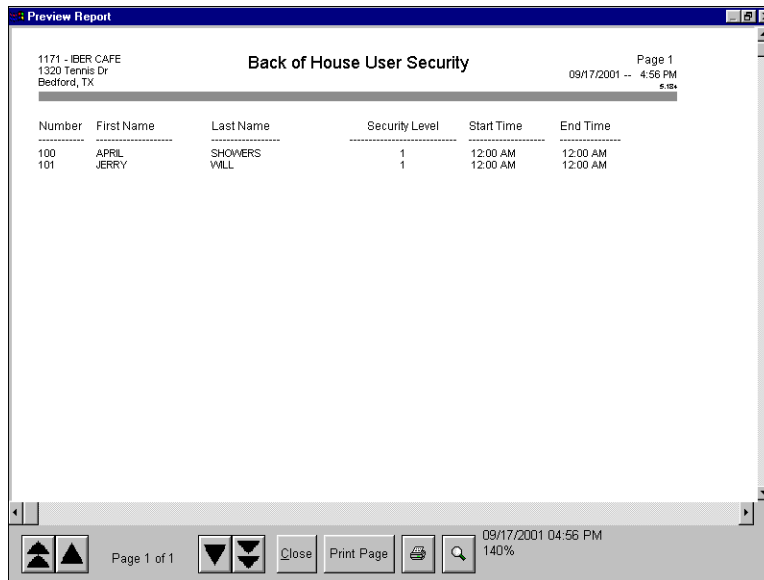 Preview Report
1171 - IBER CAFE
1320 Tennis Dr
Bedford, TX
Back of House User Security
Page 1
09/17/2001 -- 4:56 PM
5.18+
Number First Name Last Name Security Level Start Time End Time
100 APRIL SHOWERS 1 12:00 AM 12:00 AM
101 JERRY WILL 1 12:00 AM 12:00 AM
Page 1 of 1
Close
Print Page
09/17/2001 04:56 PM
140%